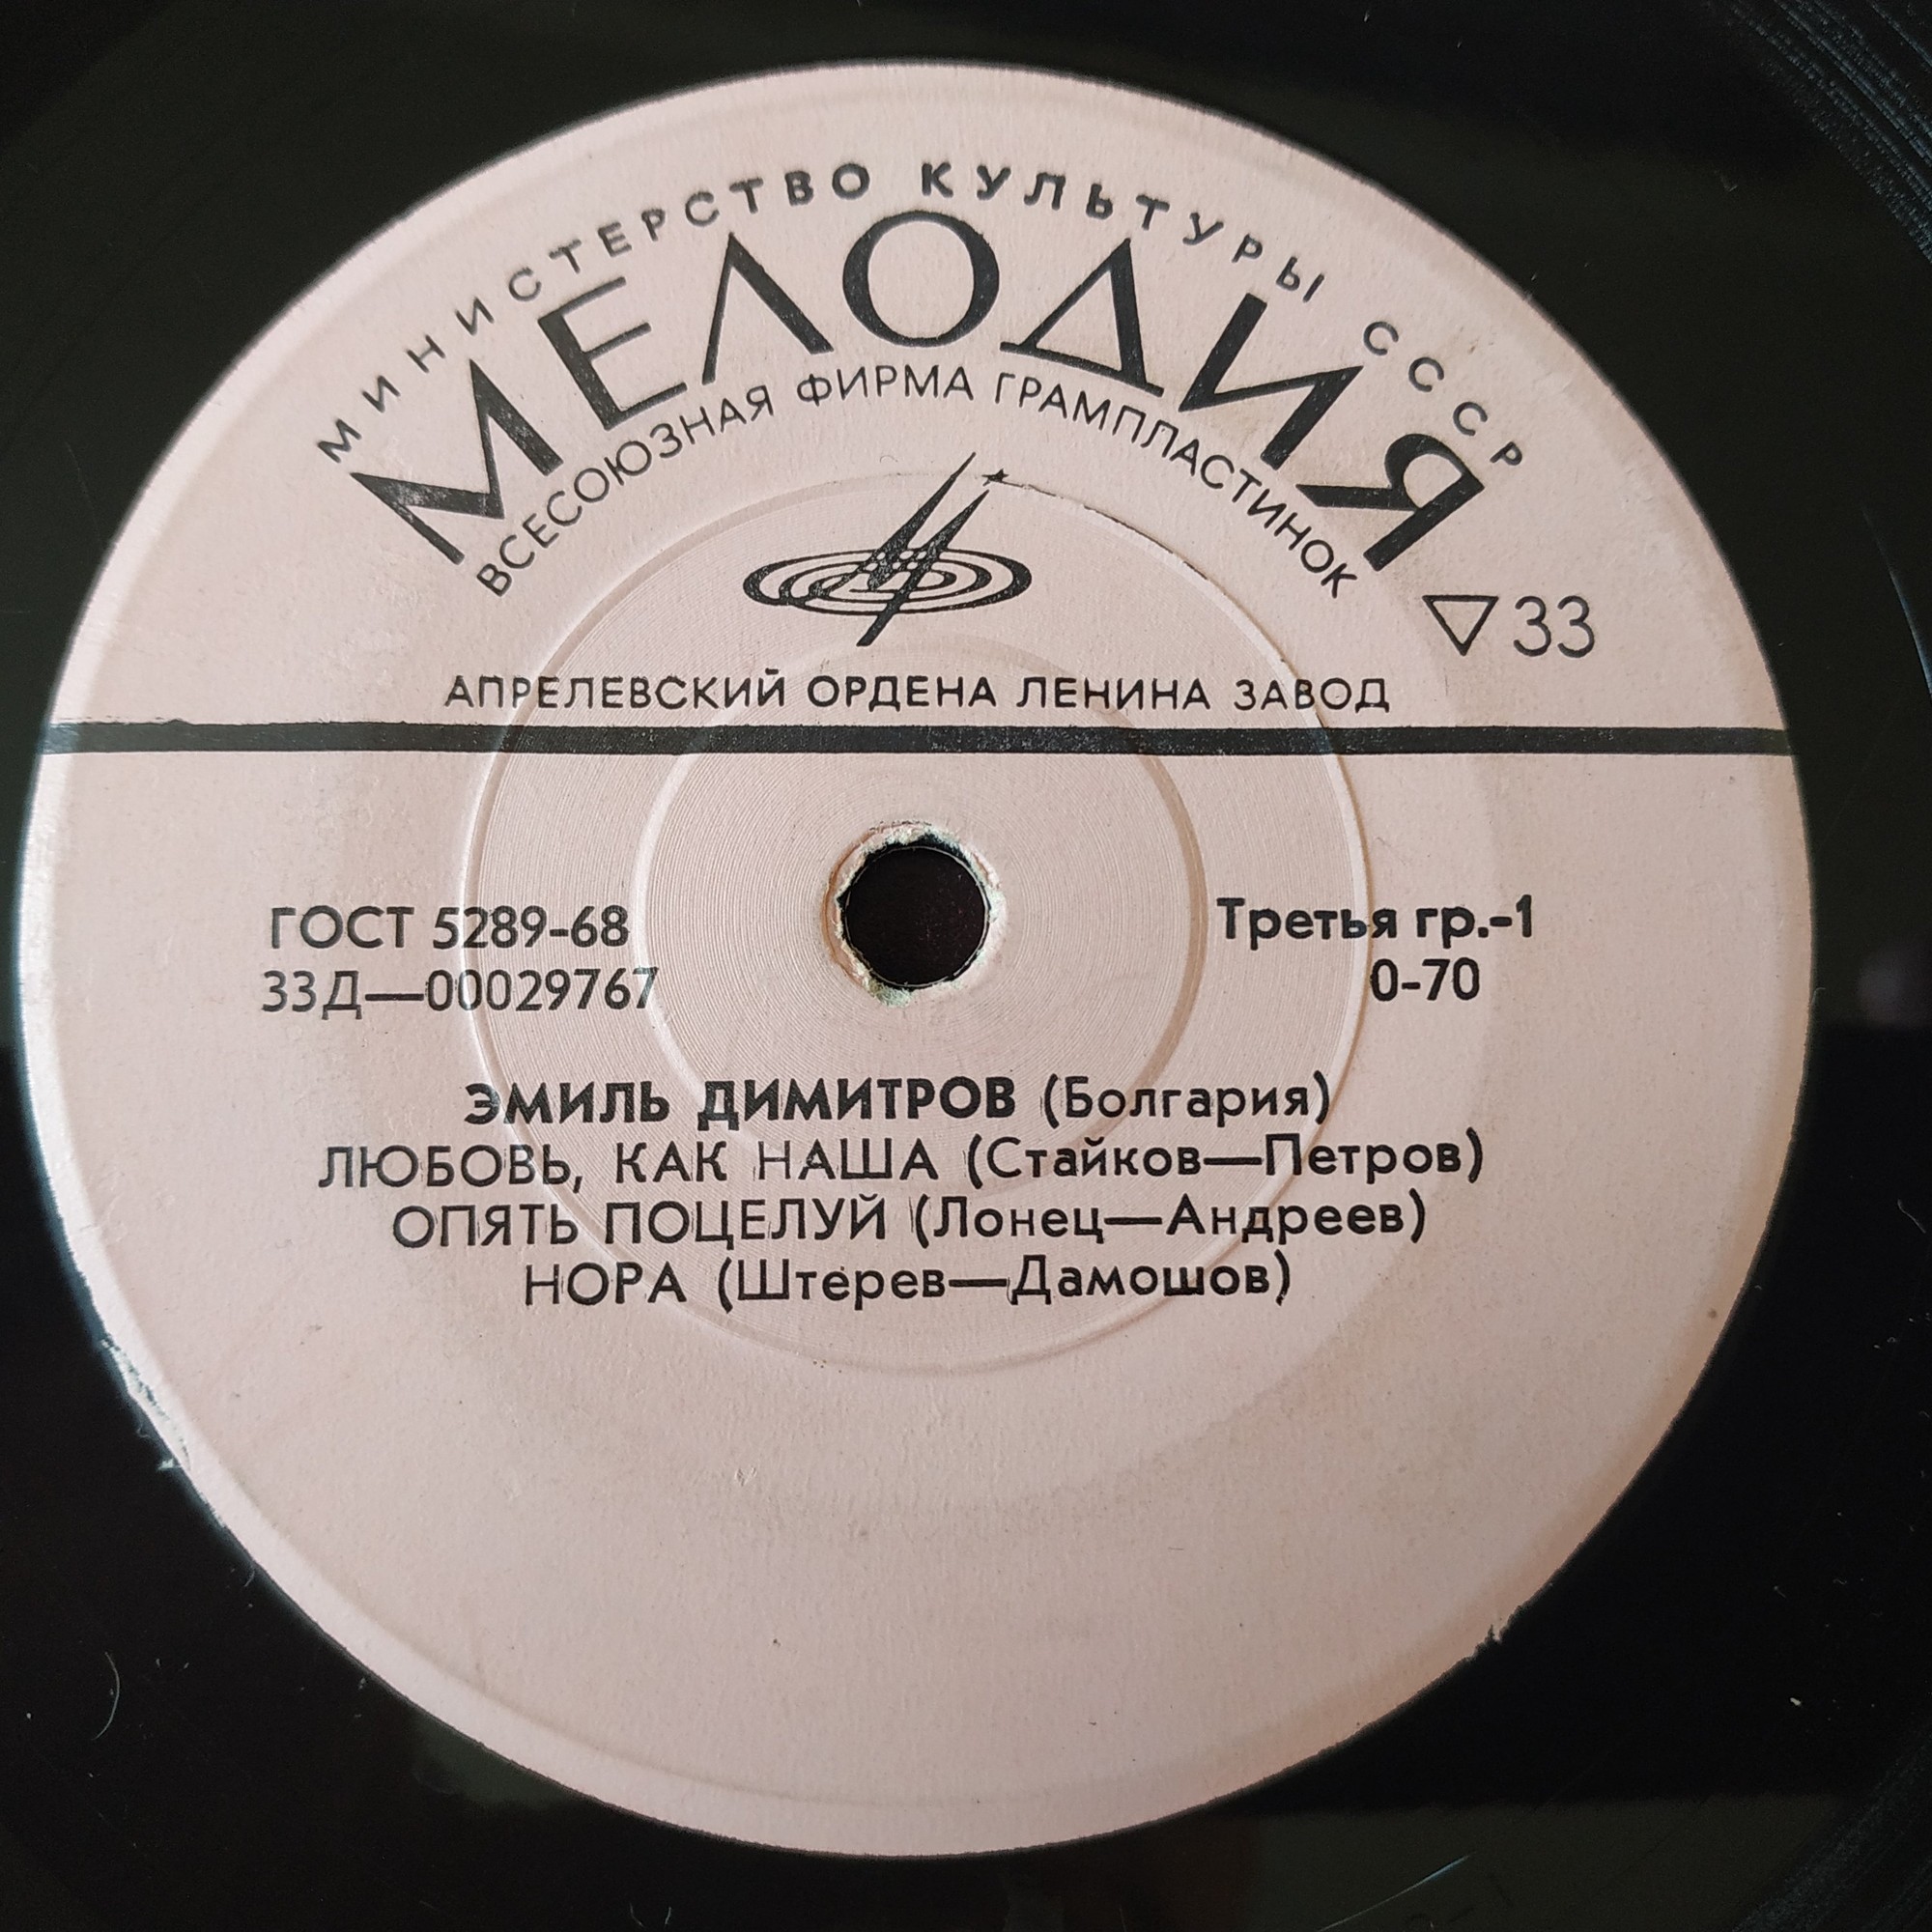 МИНИСТЕРСТВО КУЛЬТУРЫ СССР
МЕЛОДИЯ
ВСЕСОЮЗНАЯ ФИРМА ГРАМПЛАСТИНОК
33
АПРЕЛЕВСКИЙ ОРДЕНА ЛЕНИНА ЗАВОД
ГОСТ 5289-68
33Д—00029767
Третья гр.-1
0-70
ЭМИЛЬ ДИМИТРОВ (Болгария)
ЛЮБОВЬ, КАК НАША (Стайков—Петров)
ОПЯТЬ ПОЦЕЛУЙ (Лонец—Андреев)
НОРА (Штерев—Дамошов)